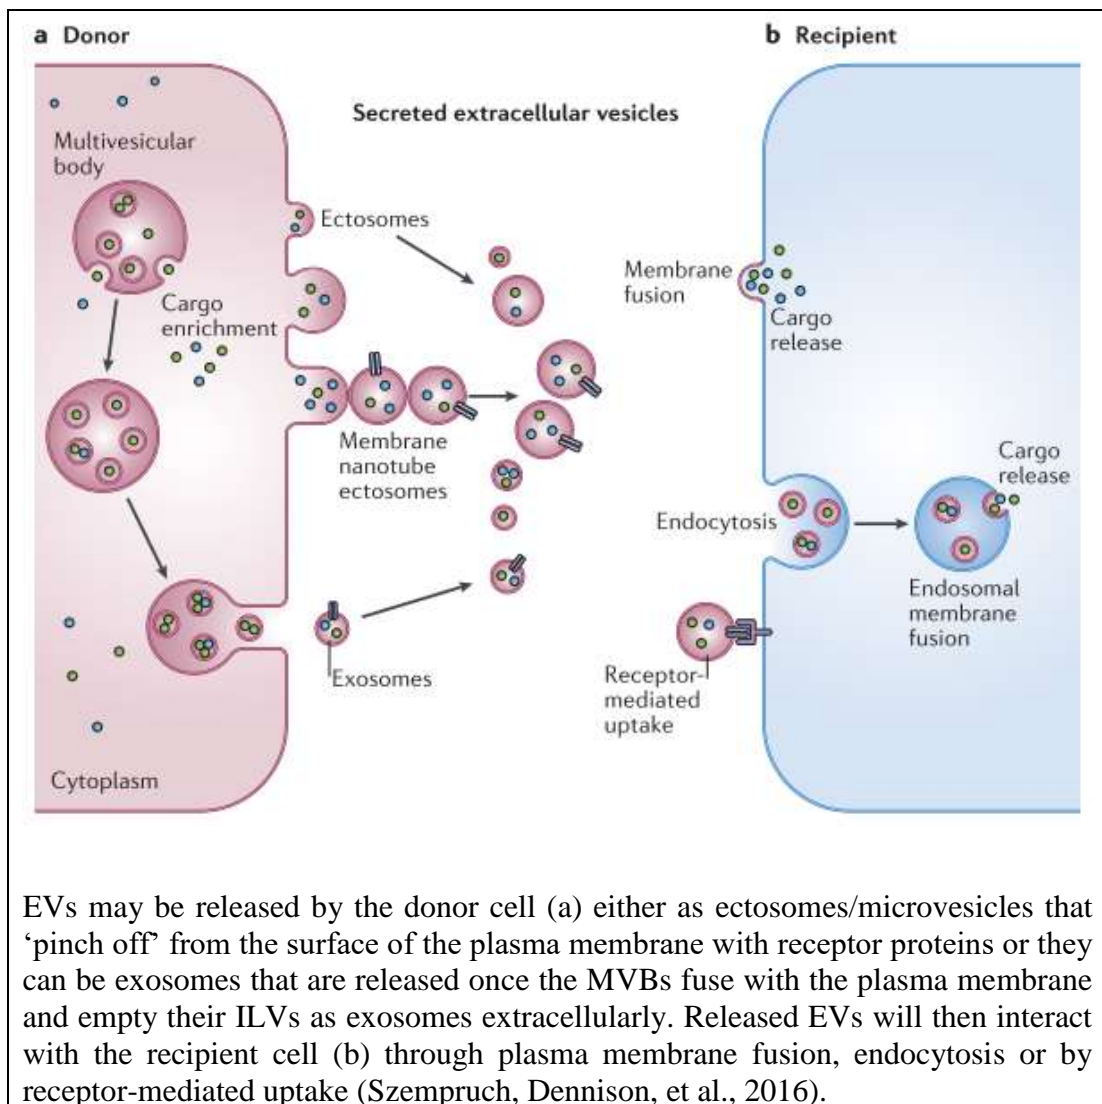 a Donor
b Recipient
Secreted extracellular vesicles
Multivesicular
body
Ectosomes
Cargo
enrichment
Membrane
nanotube
ectosomes
Exosomes
Cytoplasm
Membrane
fusion
Cargo
release
Endocytosis
Cargo
release
Endosomal
membrane
fusion
Receptor-
mediated
uptake
EVs may be released by the donor cell (a) either as ectosomes/microvesicles that
‘pinch off’ from the surface of the plasma membrane with receptor proteins or they
can be exosomes that are released once the MVBs fuse with the plasma membrane
and empty their ILVs as exosomes extracellularly. Released EVs will then interact
with the recipient cell (b) through plasma membrane fusion, endocytosis or by
receptor-mediated uptake (Szempruch, Dennison, et al., 2016).